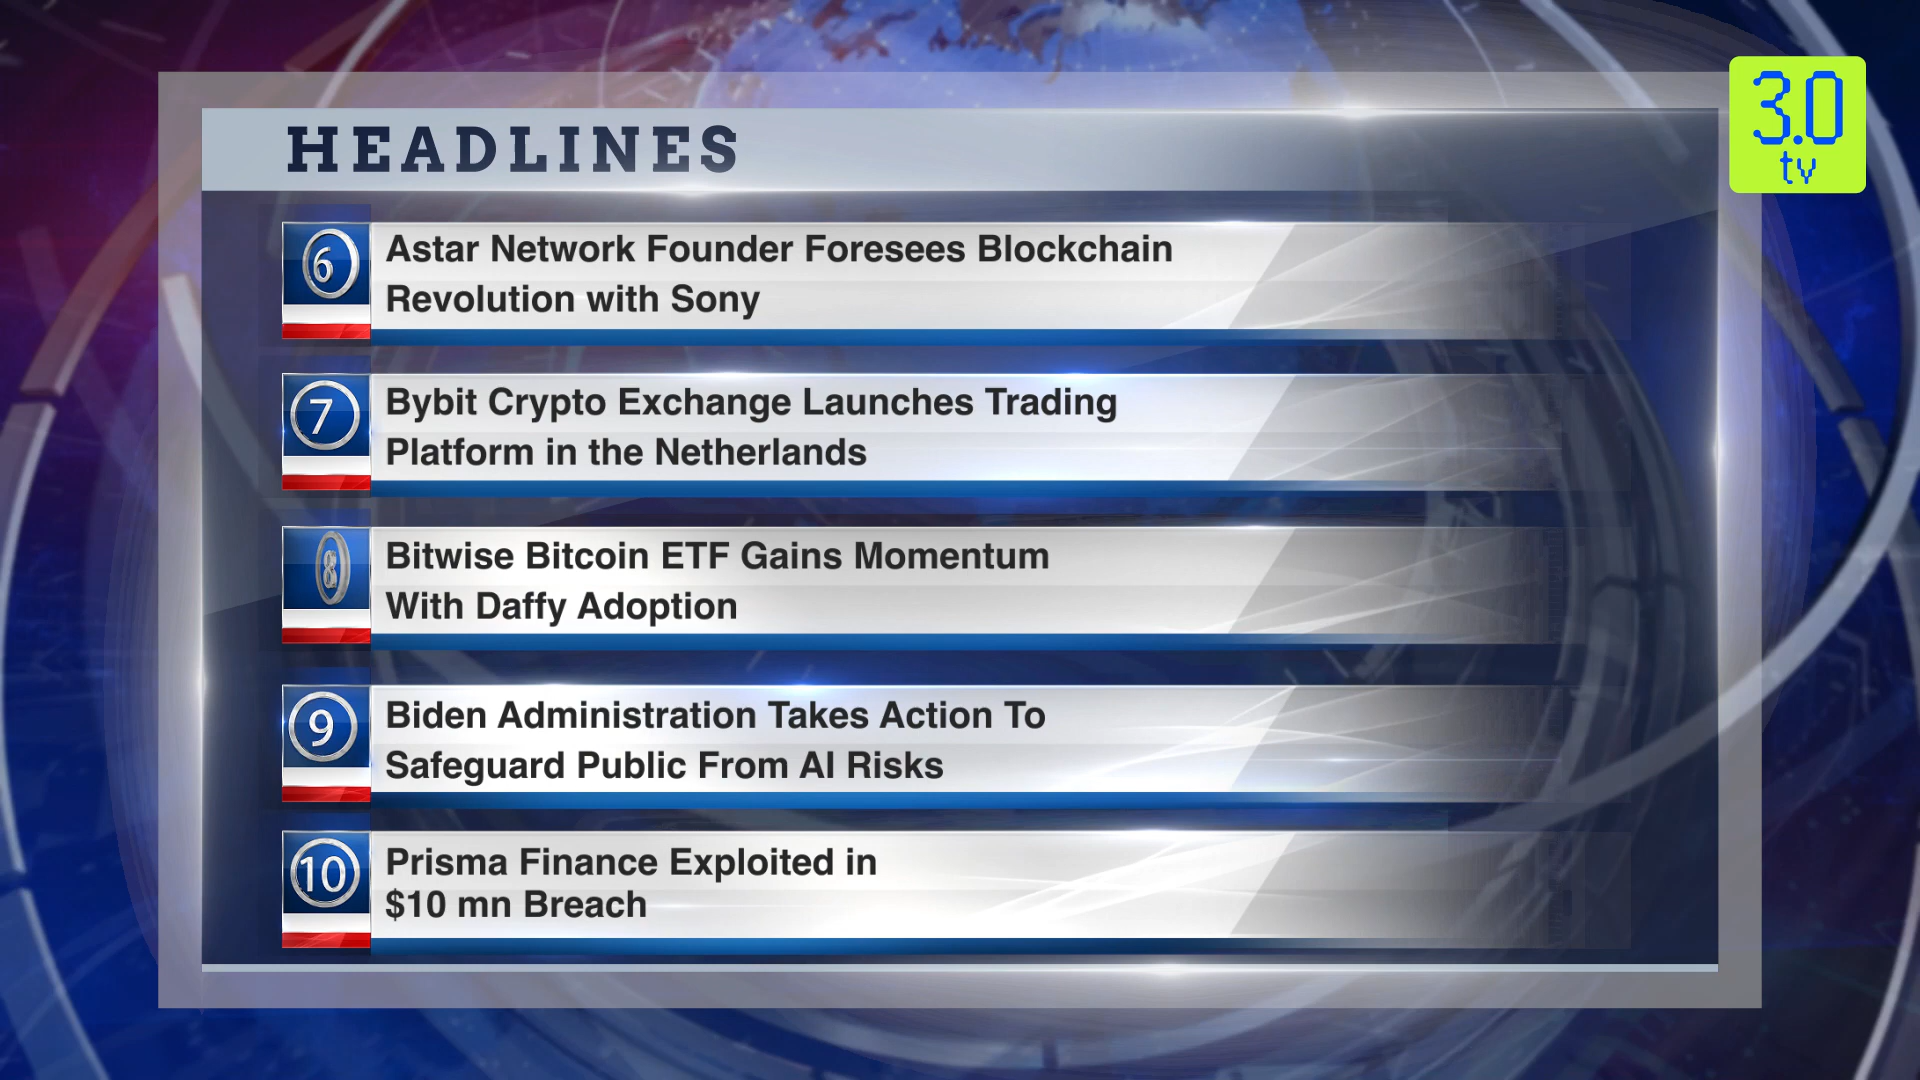 HEADLINES
3.0
tv
6
Astar Network Founder Foresees Blockchain
Revolution with Sony
7
Bybit Crypto Exchange Launches Trading
Platform in the Netherlands
8
Bitwise Bitcoin ETF Gains Momentum
With Daffy Adoption
9
Biden Administration Takes Action To
Safeguard Public From AI Risks
10
Prisma Finance Exploited in
$10 mn Breach